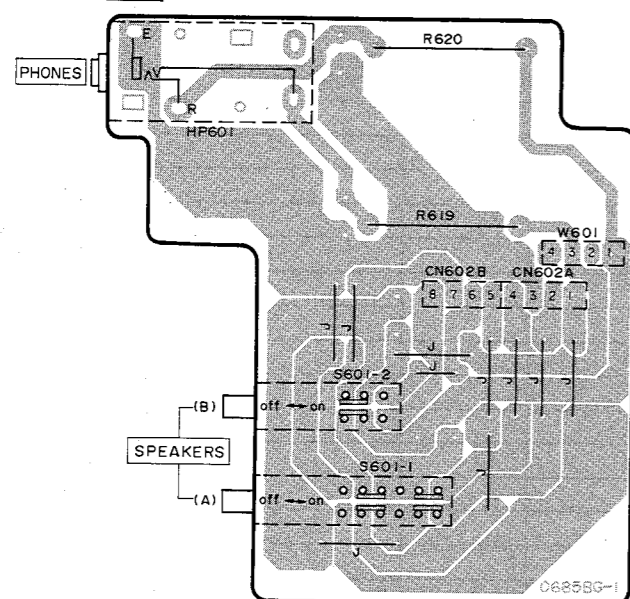 R620
E
PHONES
R
HP601
R619
W601
4 3 2 1
CN602B CN602A
8 7 6 5 4 3 2 1
J J
J
J
J J J J
S601-2
(B) off ↔ on
SPEAKERS
S601-1
J
(A) off ↔ on
J
C685BG-1